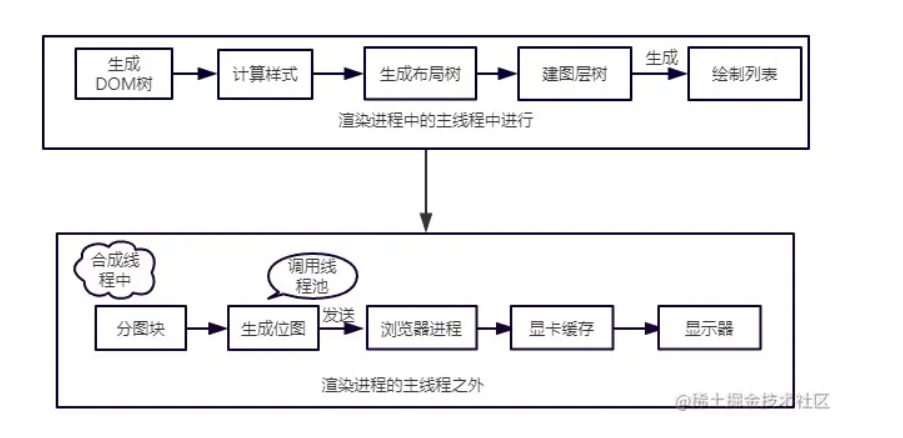 生成
DOM树
计算样式
生成布局树
建图层树
生成
绘制列表
渲染进程中的主线程中进行
合成线
程中
调用线
程池
分图块
生成位图
发送
浏览器进程
显卡缓存
显示器
渲染进程的主线程之外
@稀土掘金技术社区